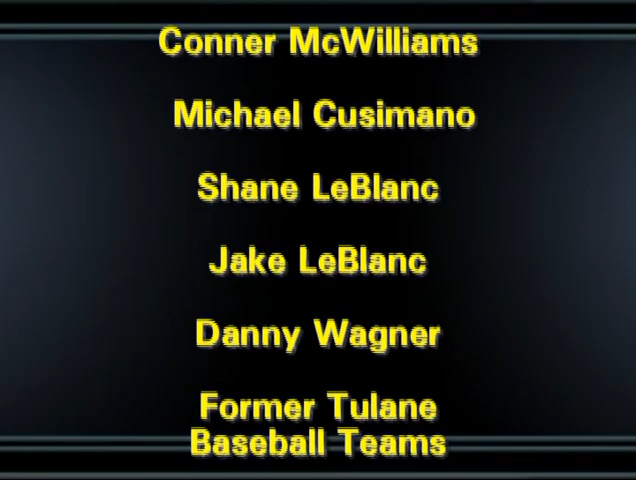 Conner McWilliams
Michael Cusimano
Shane LeBlanc
Jake LeBlanc
Danny Wagner
Former Tulane
Baseball Teams